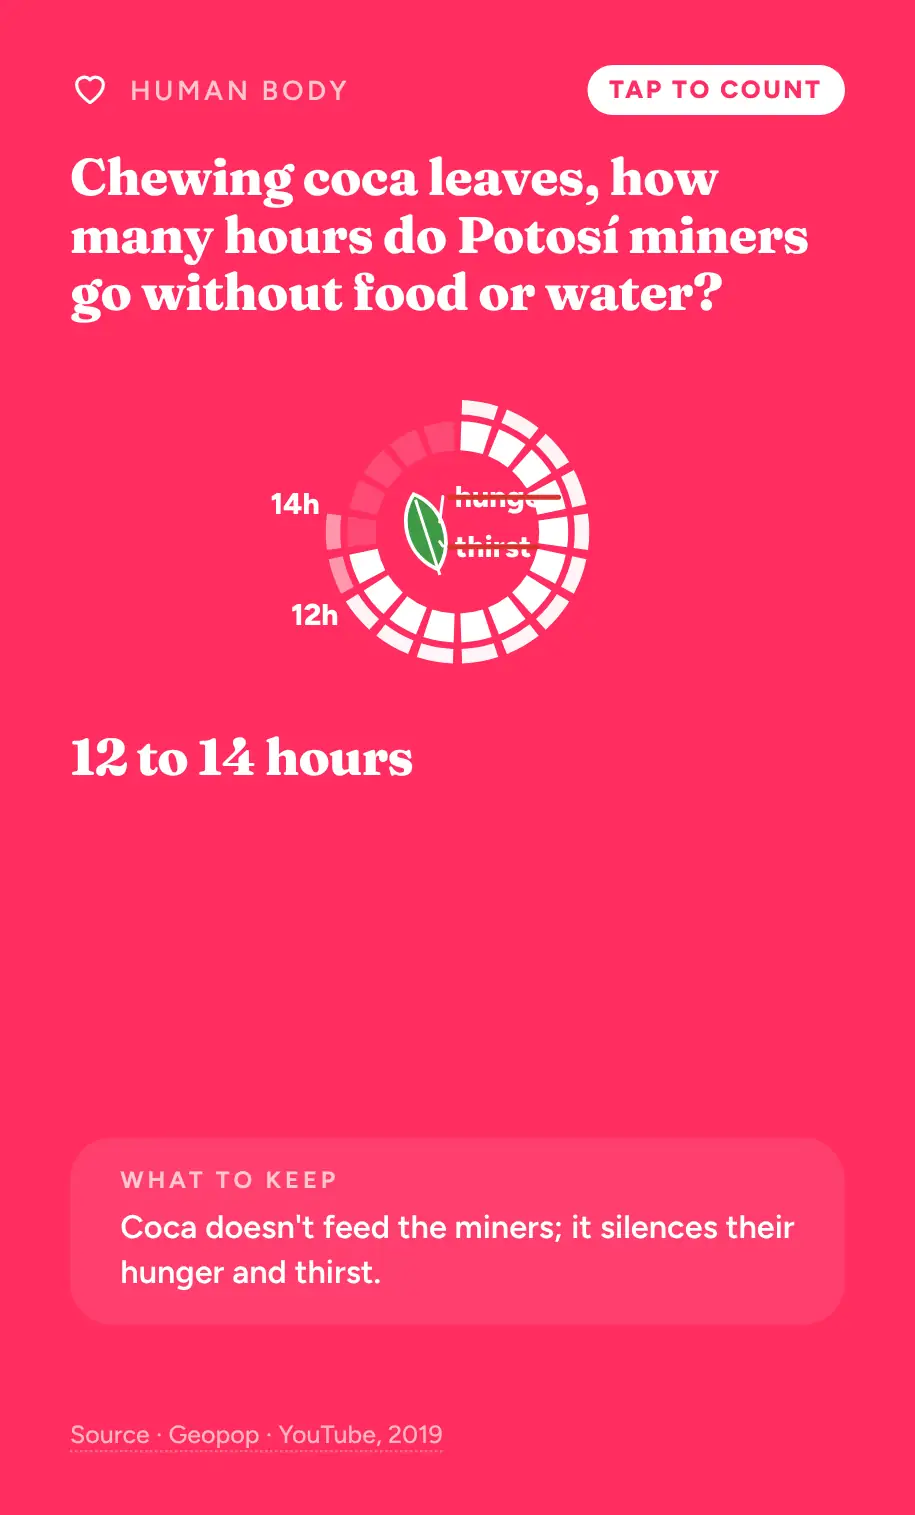 HUMAN BODY
TAP TO COUNT
Chewing coca leaves, how
many hours do Potosí miners
go without food or water?
14h
thirst
12h
12 to 14 hours
WHAT TO KEEP
Coca doesn't feed the miners; it silences their
hunger and thirst.
Source · Geopop · YouTube, 2019